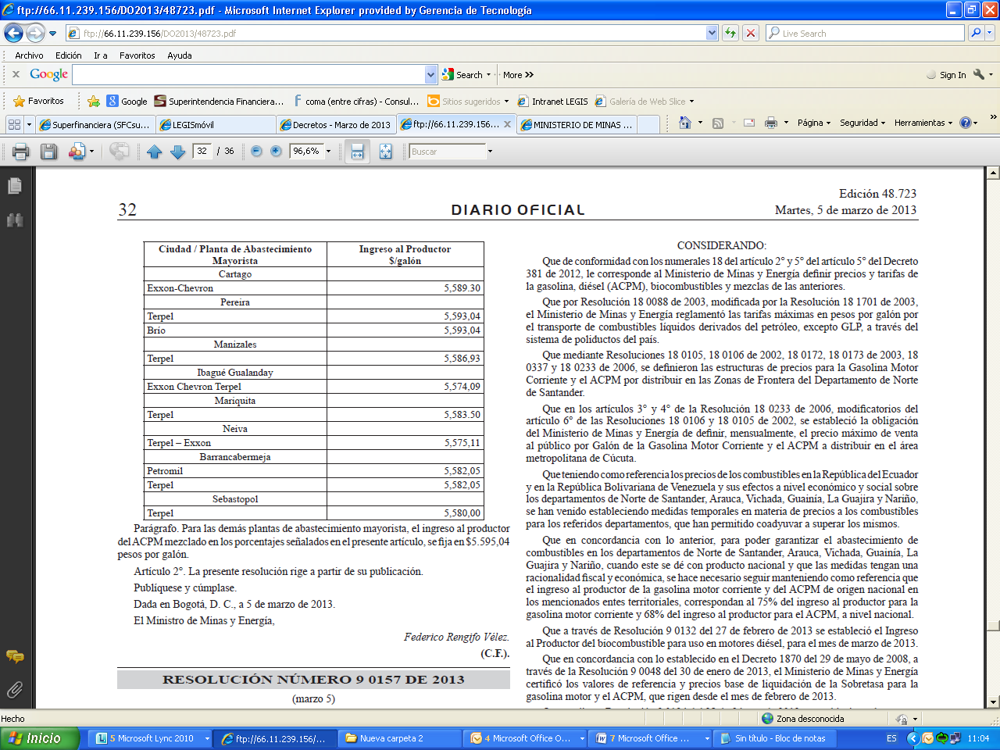 ftp://66.11.239.156/DO2013/48723.pdf - Microsoft Internet Explorer provided by Gerencia de Tecnología
ftp://66.11.239.156/DO2013/48723.pdf
Live Search
Archivo Edición Ir a Favoritos Ayuda
x Google Search More >> Sign In
Favoritos Google Superintendencia Financiera... coma (entre cifras) - Consul... Sitios sugeridos Intranet LEGIS Galería de Web Slice
Superfinanciera (SFCsu... LEGISmóvil Decretos - Marzo de 2013 ftp://66.11.239.156... X MINISTERIO DE MINAS ... Página Seguridad Herramientas
32 / 36 96,6% Buscar
Edición 48.723
32 DIARIO OFICIAL Martes, 5 de marzo de 2013
Ciudad / Planta de Abastecimiento Mayorista Ingreso al Productor $/galón
Cartago
Exxon-Chevron 5,589.30
Pereira
Terpel 5,593,04
Brío 5,593,04
Manizales
Terpel 5,586,93
Ibagué Gualanday
Exxon Chevron Terpel 5,574,09
Mariquita
Terpel 5,583.50
Neiva
Terpel – Exxon 5,575,11
Barrancabermeja
Petromil 5,582,05
Terpel 5,582,05
Sebastopol
Terpel 5,580,00
Parágrafo. Para las demás plantas de abastecimiento mayorista, el ingreso al productor
del ACPM mezclado en los porcentajes señalados en el presente artículo, se fija en $5.595,04
pesos por galón.
Artículo 2°. La presente resolución rige a partir de su publicación.
Publíquese y cúmplase.
Dada en Bogotá, D. C., a 5 de marzo de 2013.
El Ministro de Minas y Energía,
Federico Rengifo Vélez.
(C.F.).
RESOLUCIÓN NÚMERO 9 0157 DE 2013
(marzo 5)
CONSIDERANDO:
Que de conformidad con los numerales 18 del artículo 2° y 5° del artículo 5° del Decreto
381 de 2012, le corresponde al Ministerio de Minas y Energía definir precios y tarifas de
la gasolina, diésel (ACPM), biocombustibles y mezclas de las anteriores.
Que por Resolución 18 0088 de 2003, modificada por la Resolución 18 1701 de 2003,
el Ministerio de Minas y Energía reglamentó las tarifas máximas en pesos por galón por
el transporte de combustibles líquidos derivados del petróleo, excepto GLP, a través del
sistema de poliductos del país.
Que mediante Resoluciones 18 0105, 18 0106 de 2002, 18 0172, 18 0173 de 2003, 18
0337 y 18 0233 de 2006, se definieron las estructuras de precios para la Gasolina Motor
Corriente y el ACPM por distribuir en las Zonas de Frontera del Departamento de Norte
de Santander.
Que en los artículos 3° y 4° de la Resolución 18 0233 de 2006, modificatorios del
artículo 6° de las Resoluciones 18 0106 y 18 0105 de 2002, se estableció la obligación
del Ministerio de Minas y Energía de definir, mensualmente, el precio máximo de venta
al público por Galón de la Gasolina Motor Corriente y el ACPM a distribuir en el área
metropolitana de Cúcuta.
Que teniendo como referencia los precios de los combustibles en la República del Ecuador
y en la República Bolivariana de Venezuela y sus efectos a nivel económico y social sobre
los departamentos de Norte de Santander, Arauca, Vichada, Guainía, La Guajira y Nariño,
se han venido estableciendo medidas temporales en materia de precios a los combustibles
para los referidos departamentos, que han permitido coadyuvar a superar los mismos.
Que en concordancia con lo anterior, para poder garantizar el abastecimiento de
combustibles en los departamentos de Norte de Santander, Arauca, Vichada, Guainía, La
Guajira y Nariño, cuando este se dé con producto nacional y que las medidas tengan una
racionalidad fiscal y económica, se hace necesario seguir manteniendo como referencia que
el ingreso al productor de la gasolina motor corriente y del ACPM de origen nacional en
los mencionados entes territoriales, correspondan al 75% del ingreso al productor para la
gasolina motor corriente y 68% del ingreso al productor para el ACPM, a nivel nacional.
Que a través de Resolución 9 0132 del 27 de febrero de 2013 se estableció el Ingreso
al Productor del biocombustible para uso en motores diésel, para el mes de marzo de 2013.
Que en concordancia con lo establecido en el Decreto 1870 del 29 de mayo de 2008, a
través de la Resolución 9 0048 del 30 de enero de 2013, el Ministerio de Minas y Energía
certificó los valores de referencia y precios base de liquidación de la Sobretasa para la
gasolina motor y el ACPM, que rigen desde el mes de febrero de 2013.
Hecho Zona desconocida
Inicio 5 Microsoft Lync 2010 ftp://66.11.239.156/... Nueva carpeta 2 4 Microsoft Office O... 7 Microsoft Office ... Sin título - Bloc de notas ES 11:04